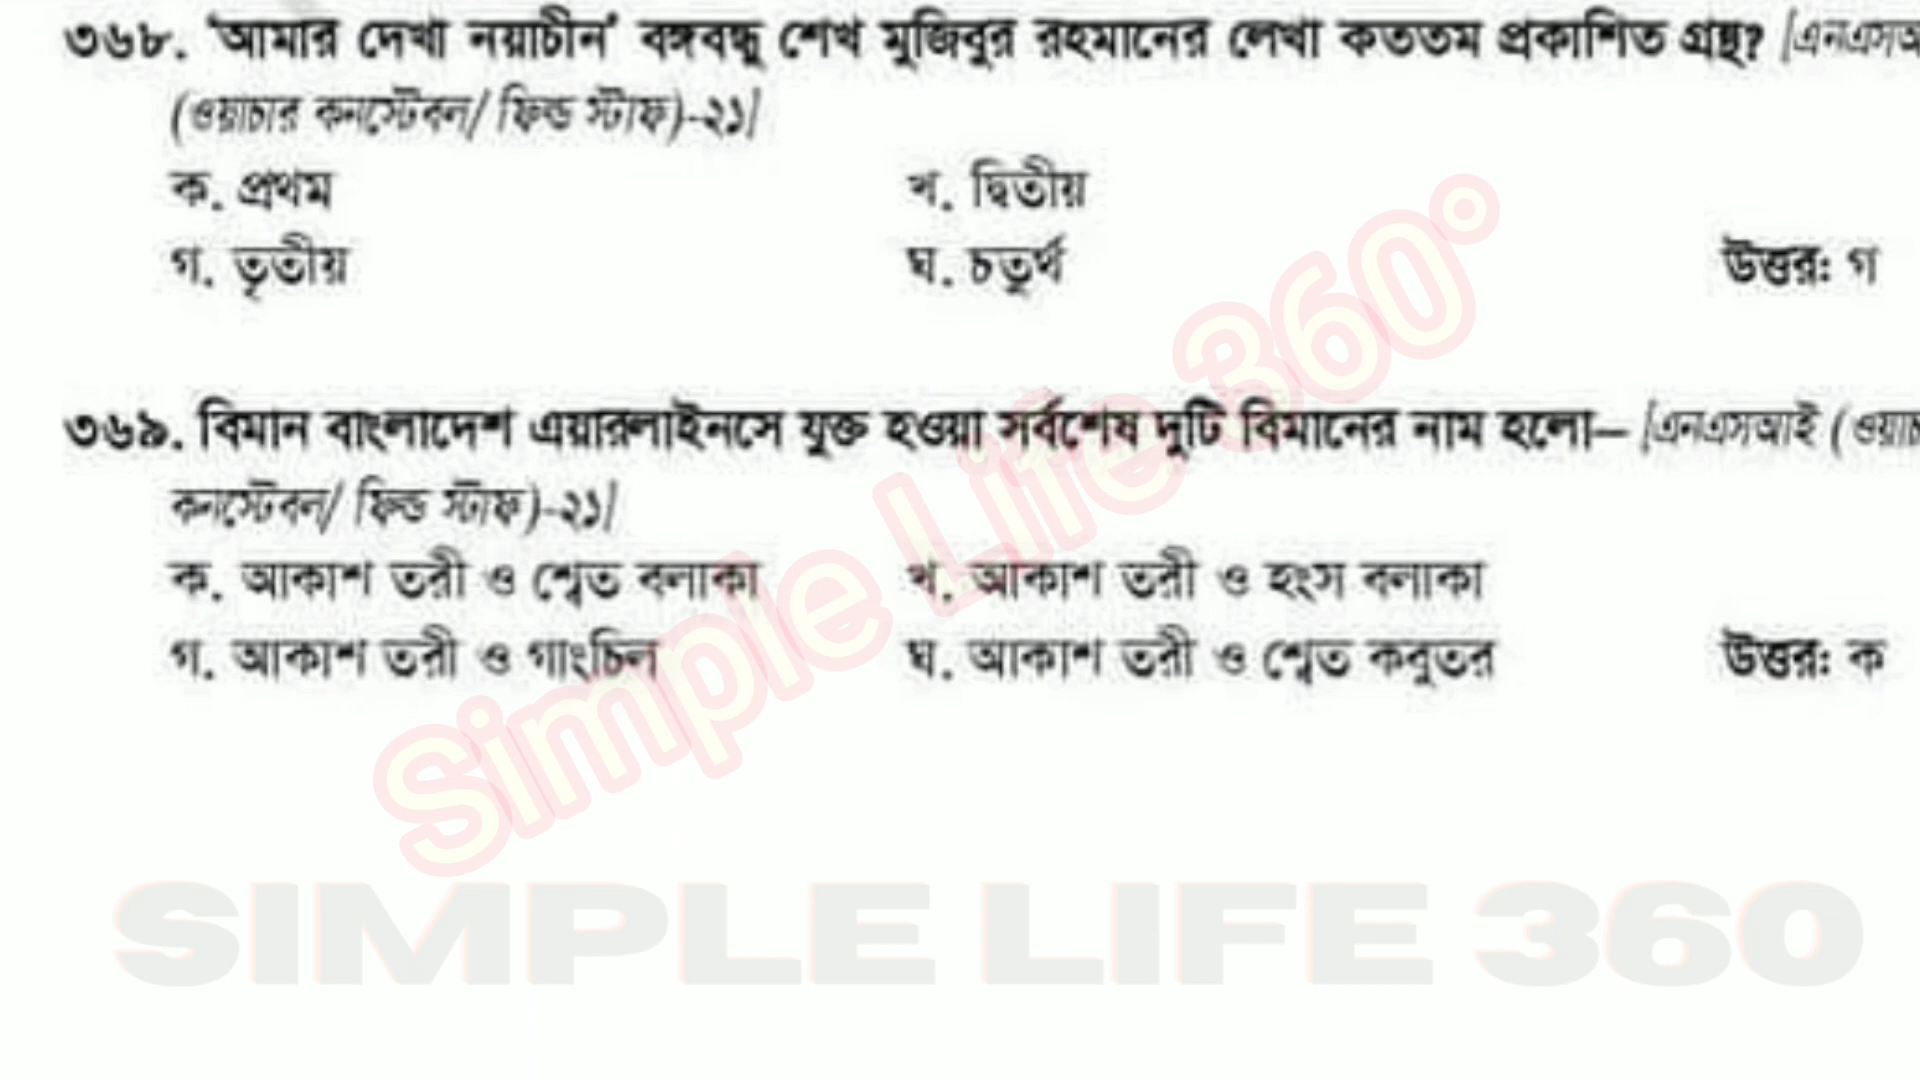 ৩৬৮. 'আমার দেখা নয়াচীন' বঙ্গবন্ধু শেখ মুজিবুর রহমানের লেখা কততম প্রকাশিত গ্রন্থ? [এনএসআ
(ওয়াচার কনস্টেবল/ ফিল্ড স্টাফ)-২১]
ক. প্রথম খ. দ্বিতীয়
গ. তৃতীয় ঘ. চতুর্থ উত্তর: গ
৩৬৯. বিমান বাংলাদেশ এয়ারলাইনসে যুক্ত হওয়া সর্বশেষ দুটি বিমানের নাম হলো– [এনএসআই (ওয়াচ
কনস্টেবল/ ফিল্ড স্টাফ)-২১]
ক. আকাশ তরী ও শ্বেত বলাকা খ. আকাশ তরী ও হংস বলাকা
গ. আকাশ তরী ও গাংচিল ঘ. আকাশ তরী ও শ্বেত কবুতর উত্তর: ক
Simple Life 360°
SIMPLE LIFE 360